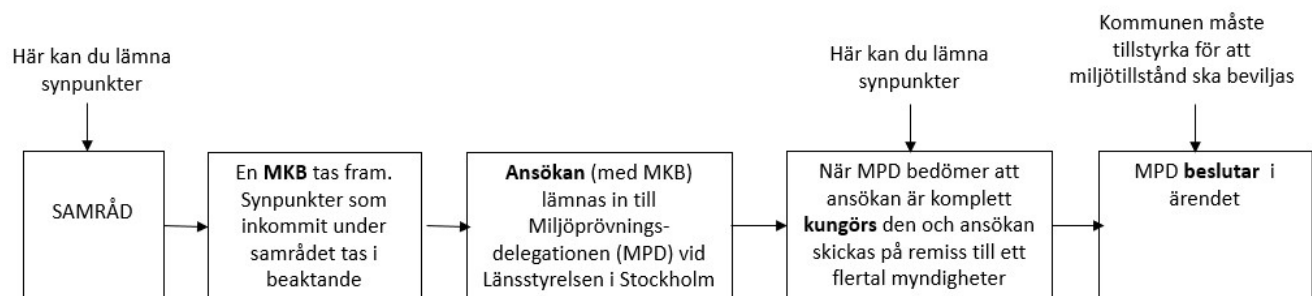 Här kan du lämna
synpunkter
Här kan du lämna
synpunkter
Kommunen måste
tillstyrka för att
miljötillstånd ska beviljas
SAMRÅD
En MKB tas fram.
Synpunkter som
inkommit under
samrådet tas i
beaktande
Ansökan (med MKB)
lämnas in till
Miljöprövnings-
delegationen (MPD) vid
Länsstyrelsen i Stockholm
När MPD bedömer att
ansökan är komplett
kungörs den och ansökan
skickas på remiss till ett
flertal myndigheter
MPD beslutar i
ärendet